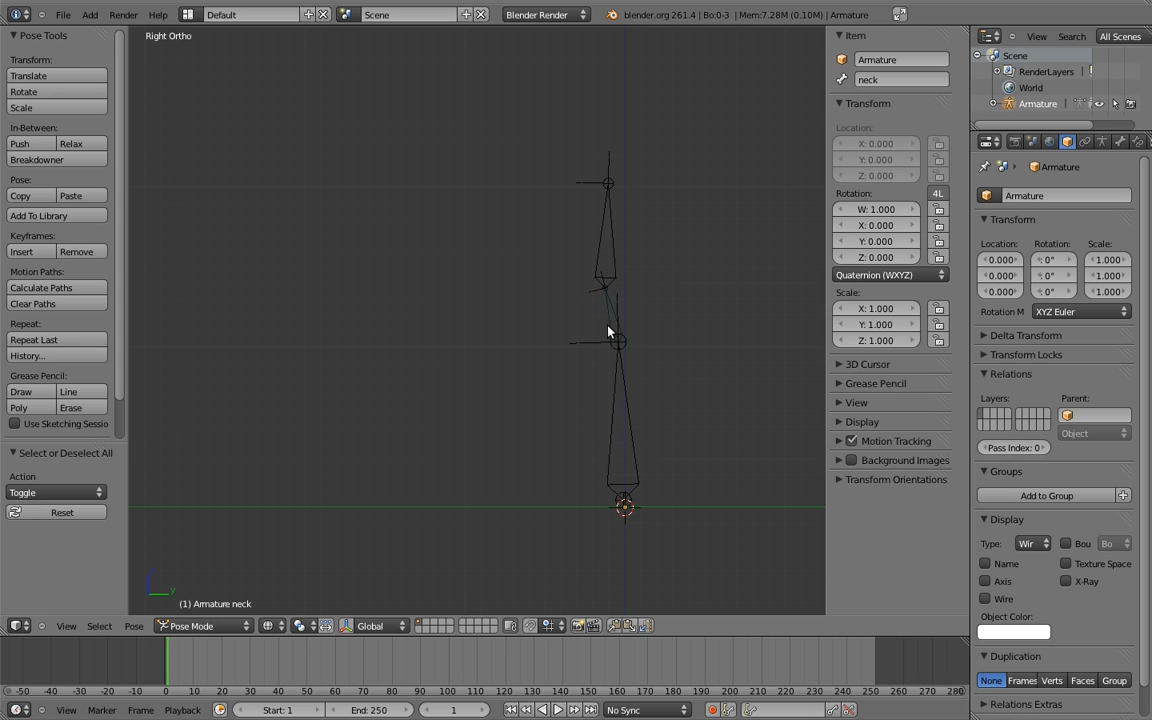 File Add Render Help Default Scene Blender Render blender.org 261.4 | Bo:0-3 | Mem:7.28M (0.10M) | Armature
Pose Tools
Transform:
Translate
Rotate
Scale
In-Between:
Push Relax
Breakdowner
Pose:
Copy Paste
Add To Library
Keyframes:
Insert Remove
Motion Paths:
Calculate Paths
Clear Paths
Repeat:
Repeat Last
History...
Grease Pencil:
Draw Line
Poly Erase
Use Sketching Sessio
Select or Deselect All
Action
Toggle
Reset
Right Ortho
y
(1) Armature neck
Item
Armature
neck
Transform
Location:
X: 0.000
Y: 0.000
Z: 0.000
Rotation: 4L
W: 1.000
X: 0.000
Y: 0.000
Z: 0.000
Quaternion (WXYZ)
Scale:
X: 1.000
Y: 1.000
Z: 1.000
3D Cursor
Grease Pencil
View
Display
Motion Tracking
Background Images
Transform Orientations
View Search All Scenes
Scene
RenderLayers
World
Armature
Armature
Armature
Transform
Location: Rotation: Scale:
0.000 : 0° 1.000
0.000 : 0° 1.000
0.000 : 0° 1.000
Rotation M XYZ Euler
Delta Transform
Transform Locks
Relations
Layers: Parent:
Object
Pass Index: 0
Groups
Add to Group
Display
Type: Wir Bou Bo
Name Texture Space
Axis X-Ray
Wire
Object Color:
Duplication
None Frames Verts Faces Group
Relations Extras
View Select Pose Pose Mode Global
-50 -40 -30 -20 -10 0 10 20 30 40 50 60 70 80 90 100 110 120 130 140 150 160 170 180 190 200 210 220 230 240 250 260 270 280
View Marker Frame Playback Start: 1 End: 250 1 No Sync